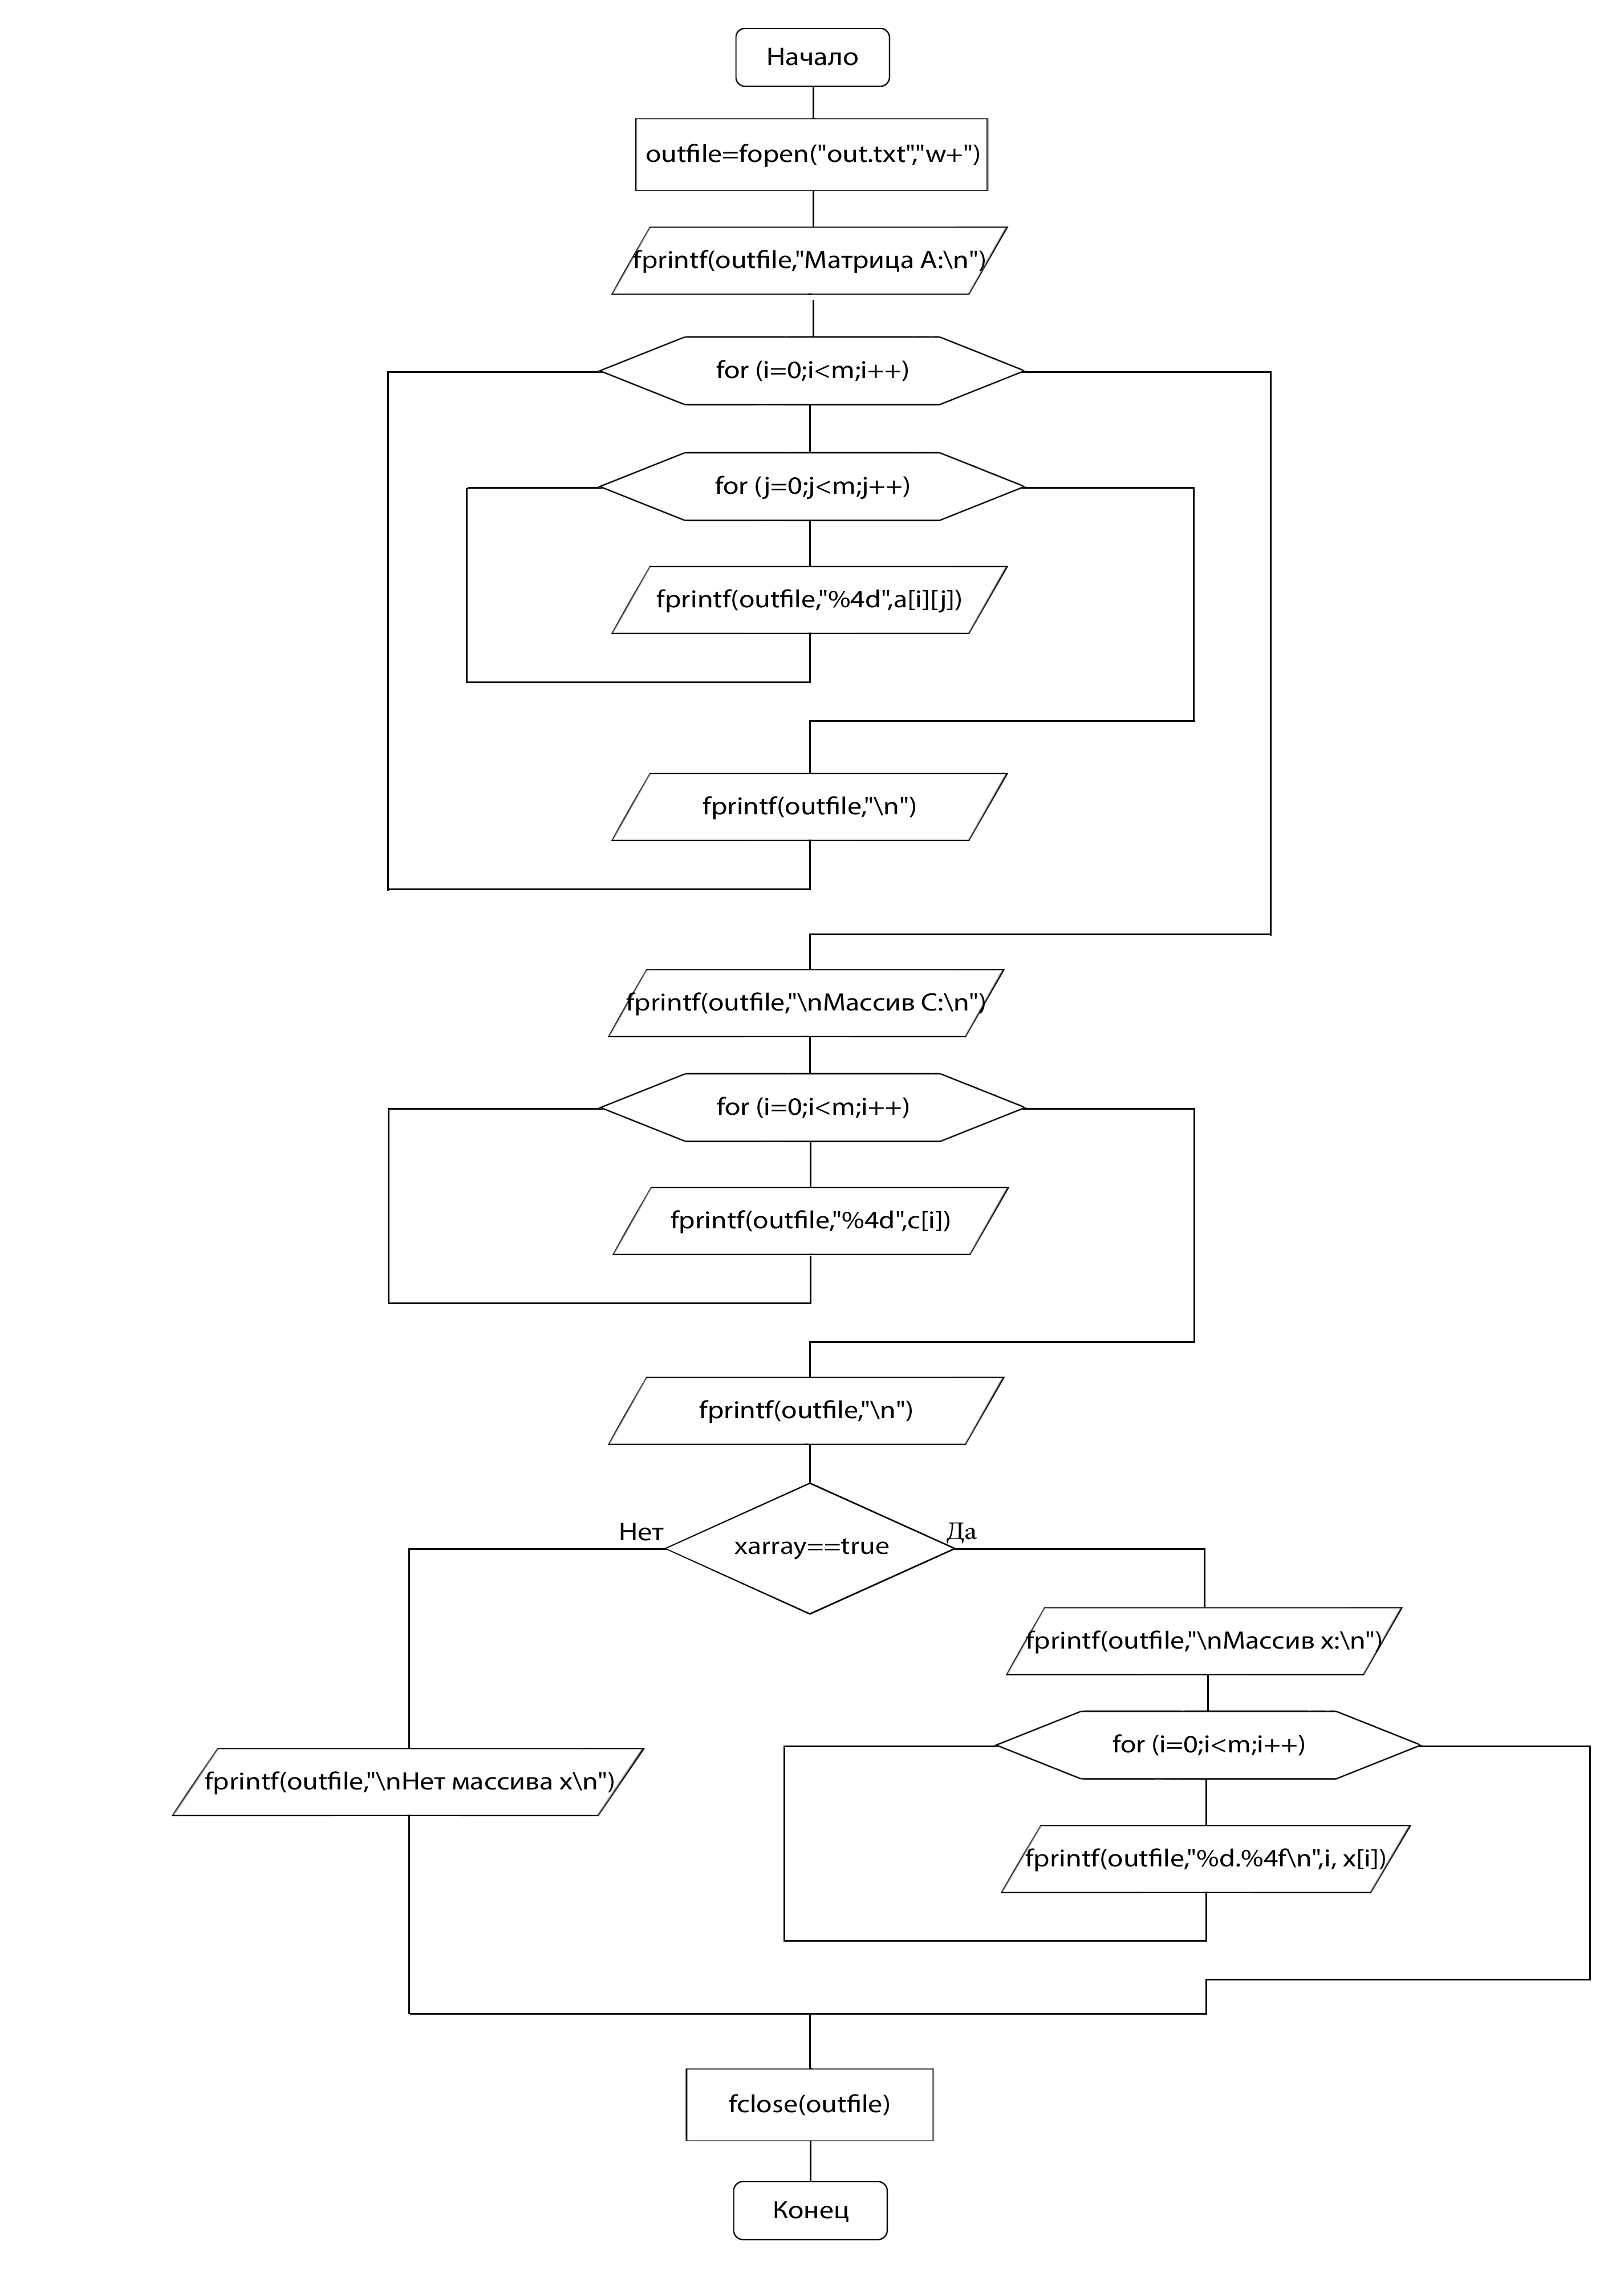 Начало
outfile=fopen("out.txt","w+")
fprintf(outfile,"Матрица А:\n")
for (i=0;i<m;i++)
for (j=0;j<m;j++)
fprintf(outfile,"%4d",a[i][j])
fprintf(outfile,"\n")
fprintf(outfile,"\nМассив С:\n")
for (i=0;i<m;i++)
fprintf(outfile,"%4d",c[i])
fprintf(outfile,"\n")
Нет
Да
xarray==true
fprintf(outfile,"\nМассив x:\n")
for (i=0;i<m;i++)
fprintf(outfile,"\nНет массива x\n")
fprintf(outfile,"%d.%4f\n",i, x[i])
fclose(outfile)
Конец